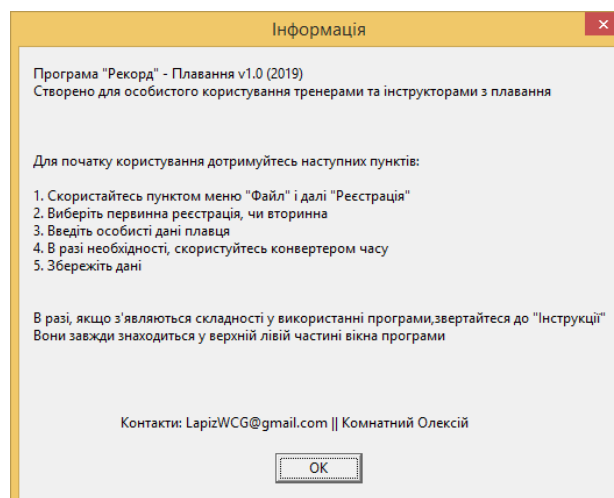 Інформація
Програма "Рекорд" - Плавання v1.0 (2019)
Створено для особистого користування тренерами та інструкторами з плавання
Для початку користування дотримуйтесь наступних пунктів:
1. Скористайтесь пунктом меню "Файл" і далі "Реєстрація"
2. Виберіть первинна реєстрація, чи вторинна
3. Введіть особисті дані плавця
4. В разі необхідності, скористуйтесь конвертером часу
5. Збережіть дані
В разі, якщо з'являються складності у використанні програми,звертайтеся до "Інструкції"
Вони завжди знаходиться у верхній лівій частині вікна програми
Контакти: LapizWCG@gmail.com || Комнатний Олексій
OK